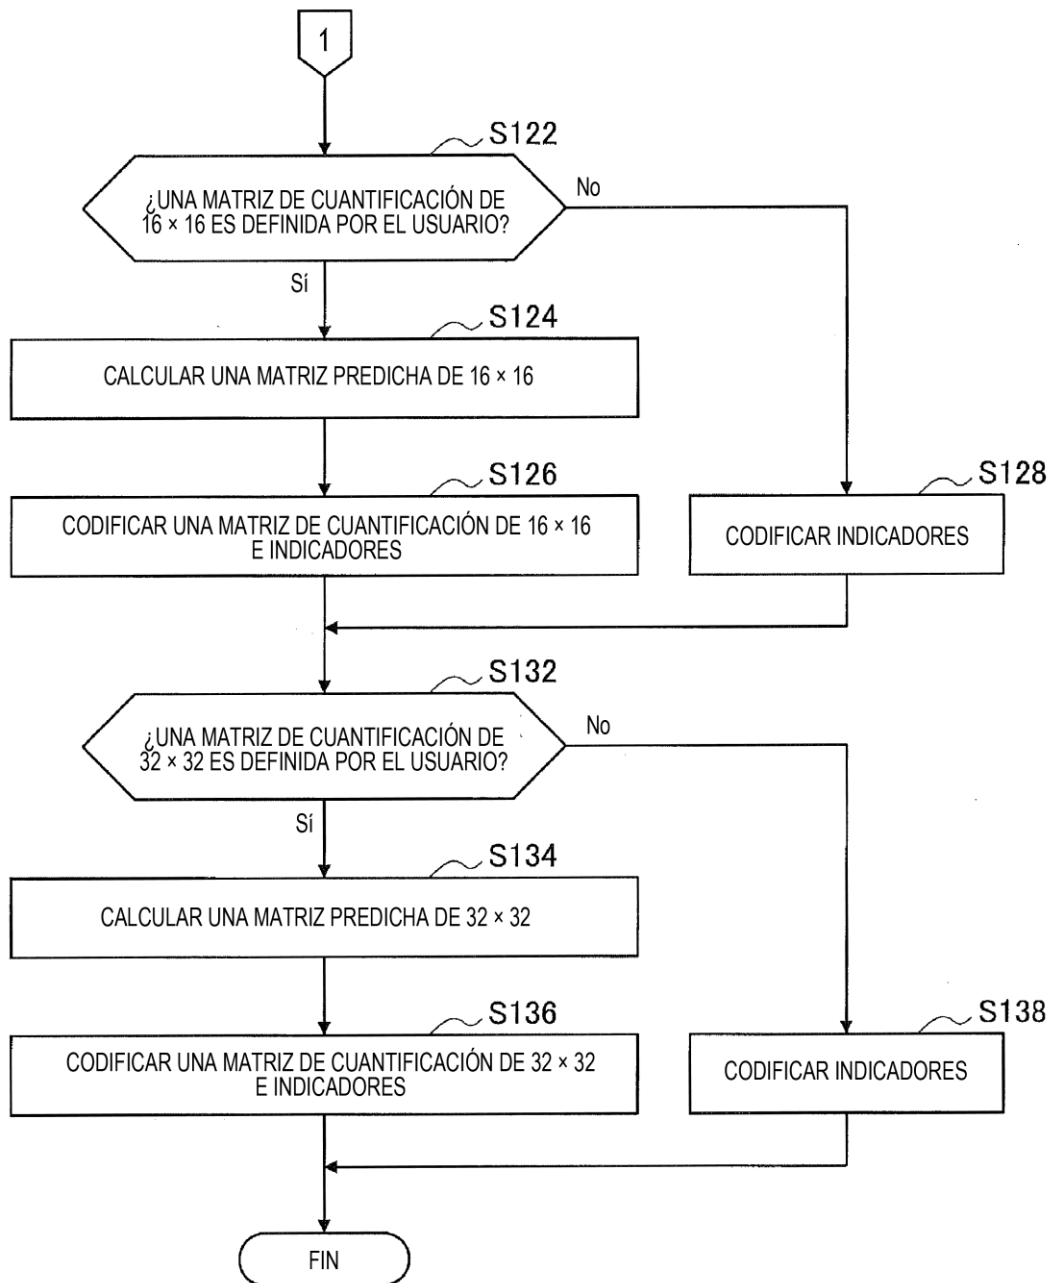 1
S122
¿UNA MATRIZ DE CUANTIFICACIÓN DE
16 × 16 ES DEFINIDA POR EL USUARIO?
No
Sí
S124
CALCULAR UNA MATRIZ PREDICHA DE 16 × 16
S126
CODIFICAR UNA MATRIZ DE CUANTIFICACIÓN DE 16 × 16
E INDICADORES
S128
CODIFICAR INDICADORES
S132
¿UNA MATRIZ DE CUANTIFICACIÓN DE
32 × 32 ES DEFINIDA POR EL USUARIO?
No
Sí
S134
CALCULAR UNA MATRIZ PREDICHA DE 32 × 32
S136
CODIFICAR UNA MATRIZ DE CUANTIFICACIÓN DE 32 × 32
E INDICADORES
S138
CODIFICAR INDICADORES
FIN